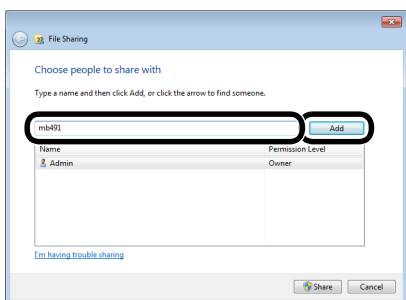 File Sharing
Choose people to share with
Type a name and then click Add, or click the arrow to find someone.
mb491 Add
Name Permission Level
Admin Owner
I'm having trouble sharing
Share Cancel